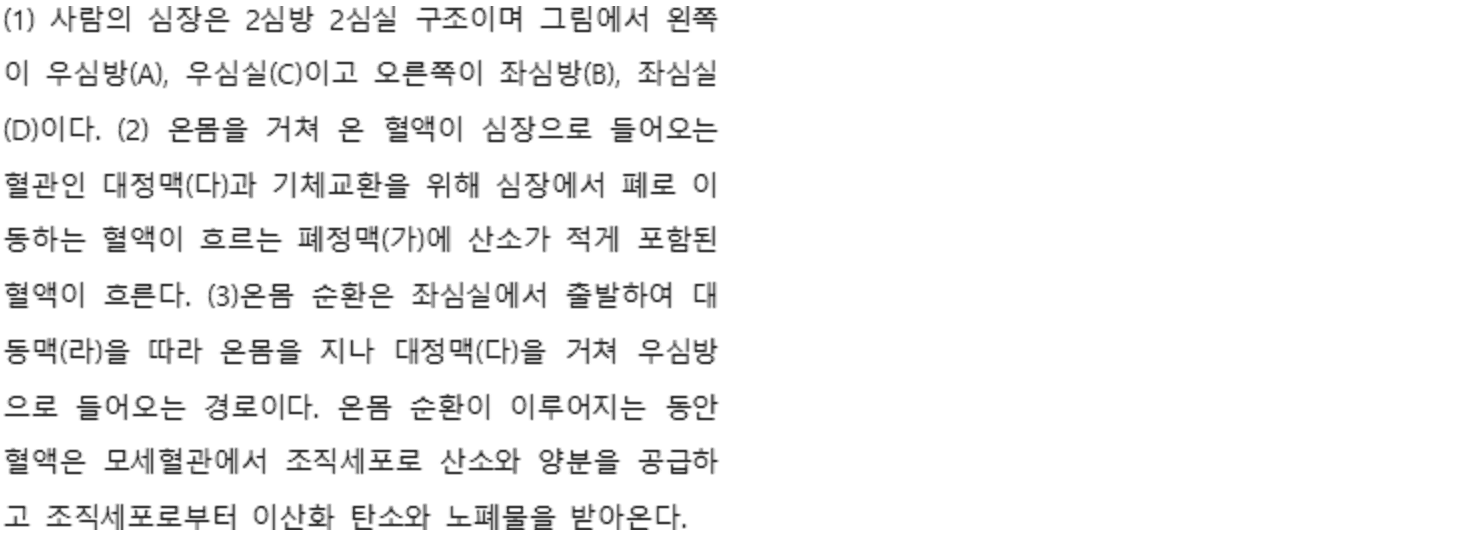 (1) 사람의 심장은 2심방 2심실 구조이며 그림에서 왼쪽
이 우심방(A), 우심실(C)이고 오른쪽이 좌심방(B), 좌심실
(D)이다. (2) 온몸을 거쳐 온 혈액이 심장으로 들어오는
혈관인 대정맥(다)과 기체교환을 위해 심장에서 폐로 이
동하는 혈액이 흐르는 폐정맥(가)에 산소가 적게 포함된
혈액이 흐른다. (3)온몸 순환은 좌심실에서 출발하여 대
동맥(라)을 따라 온몸을 지나 대정맥(다)을 거쳐 우심방
으로 들어오는 경로이다. 온몸 순환이 이루어지는 동안
혈액은 모세혈관에서 조직세포로 산소와 양분을 공급하
고 조직세포로부터 이산화 탄소와 노폐물을 받아온다.